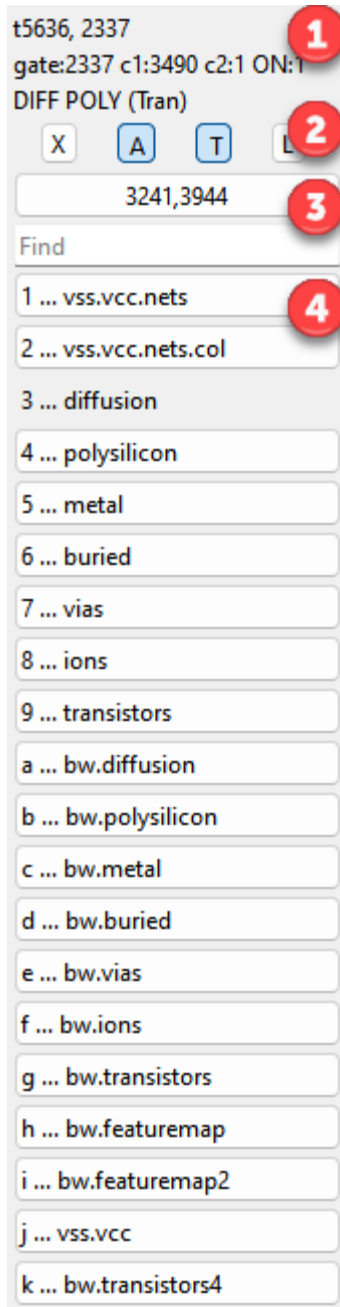 t5636, 2337
1
gate:2337 c1:3490 c2:1 ON:1
DIFF POLY (Tran)
2
X A T L
3241,3944
3
Find
1 ... vss.vcc.nets
4
2 ... vss.vcc.nets.col
3 ... diffusion
4 ... polysilicon
5 ... metal
6 ... buried
7 ... vias
8 ... ions
9 ... transistors
a ... bw.diffusion
b ... bw.polysilicon
c ... bw.metal
d ... bw.buried
e ... bw.vias
f ... bw.ions
g ... bw.transistors
h ... bw.featuremap
i ... bw.featuremap2
j ... vss.vcc
k ... bw.transistors4